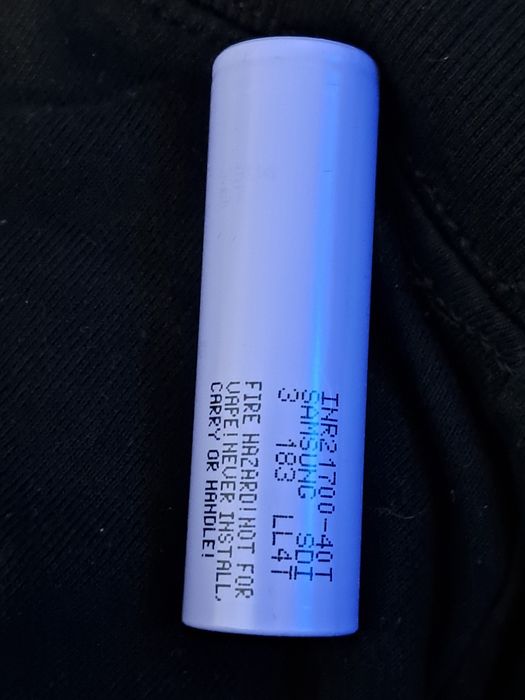 INR21700-40T
SAMSUNG SDI
3 183 LL4T
FIRE HAZARD!NOT FOR
VAPE!NEVER INSTALL,
CARRY OR HANDLE!